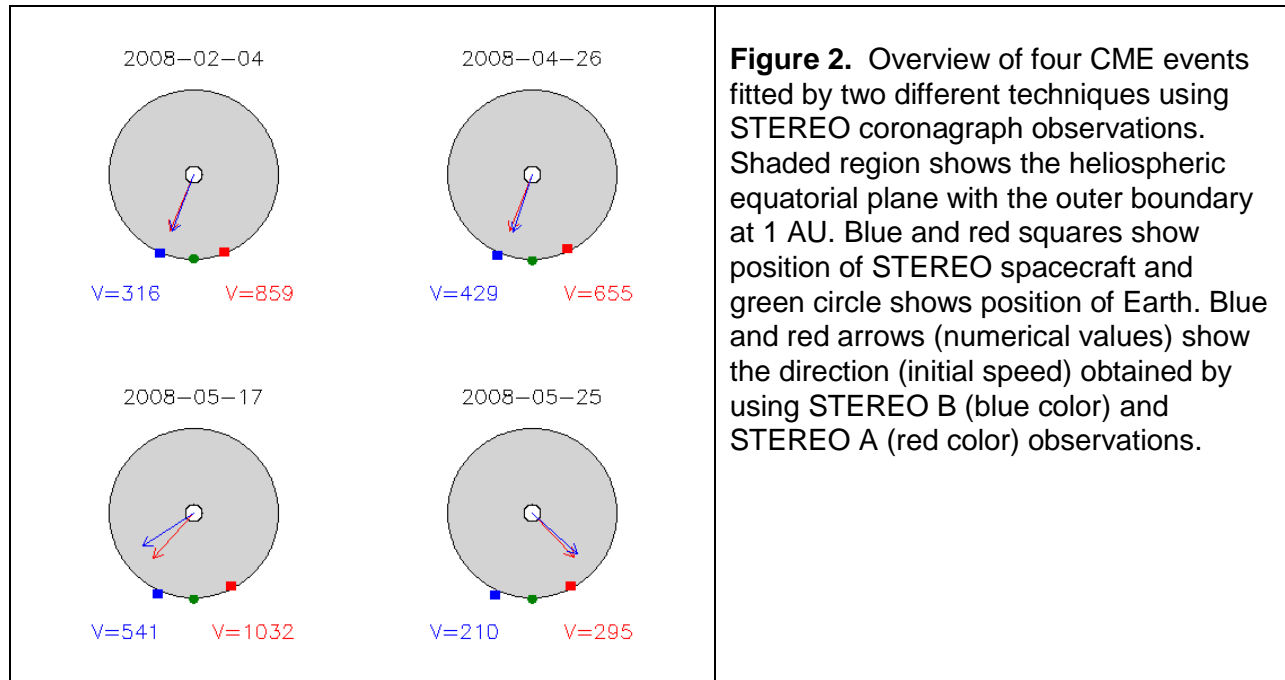 2008-02-04
2008-04-26
V=316
V=859
V=429
V=655
2008-05-17
2008-05-25
V=541
V=1032
V=210
V=295
Figure 2. Overview of four CME events
fitted by two different techniques using
STEREO coronagraph observations.
Shaded region shows the heliospheric
equatorial plane with the outer boundary
at 1 AU. Blue and red squares show
position of STEREO spacecraft and
green circle shows position of Earth. Blue
and red arrows (numerical values) show
the direction (initial speed) obtained by
using STEREO B (blue color) and
STEREO A (red color) observations.